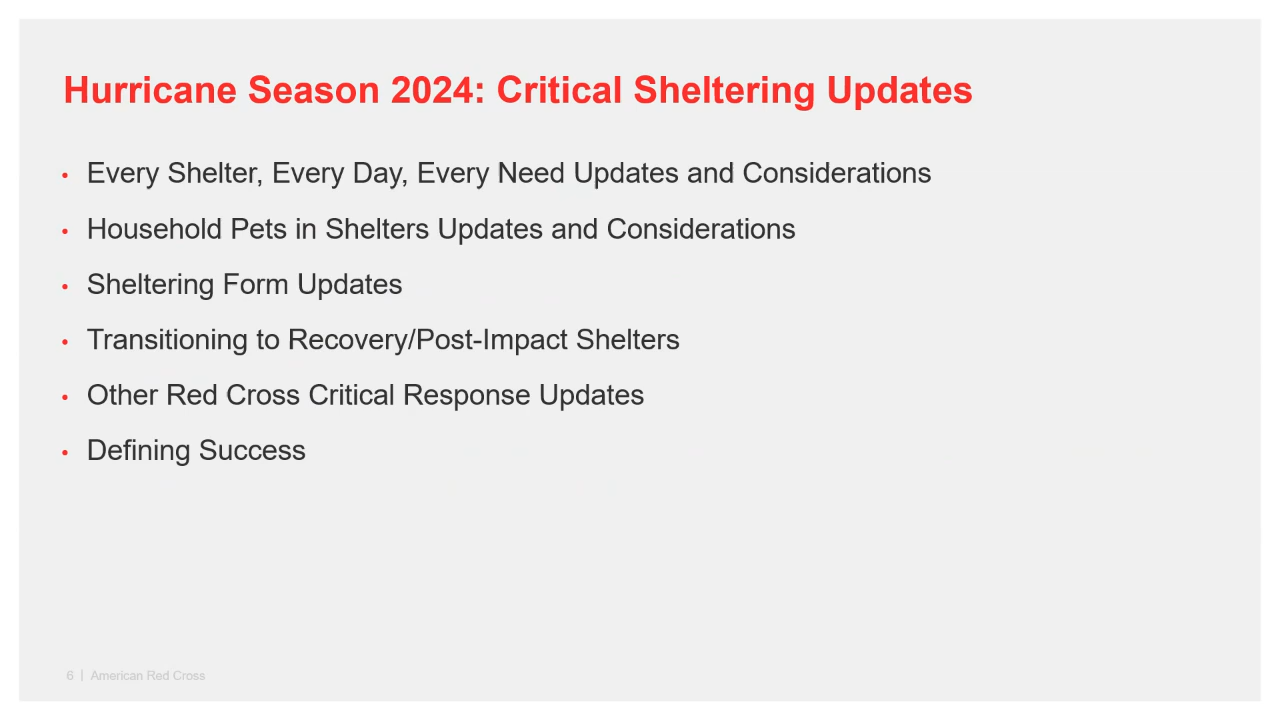 Hurricane Season 2024: Critical Sheltering Updates
• Every Shelter, Every Day, Every Need Updates and Considerations
• Household Pets in Shelters Updates and Considerations
• Sheltering Form Updates
• Transitioning to Recovery/Post-Impact Shelters
• Other Red Cross Critical Response Updates
• Defining Success
6 | American Red Cross